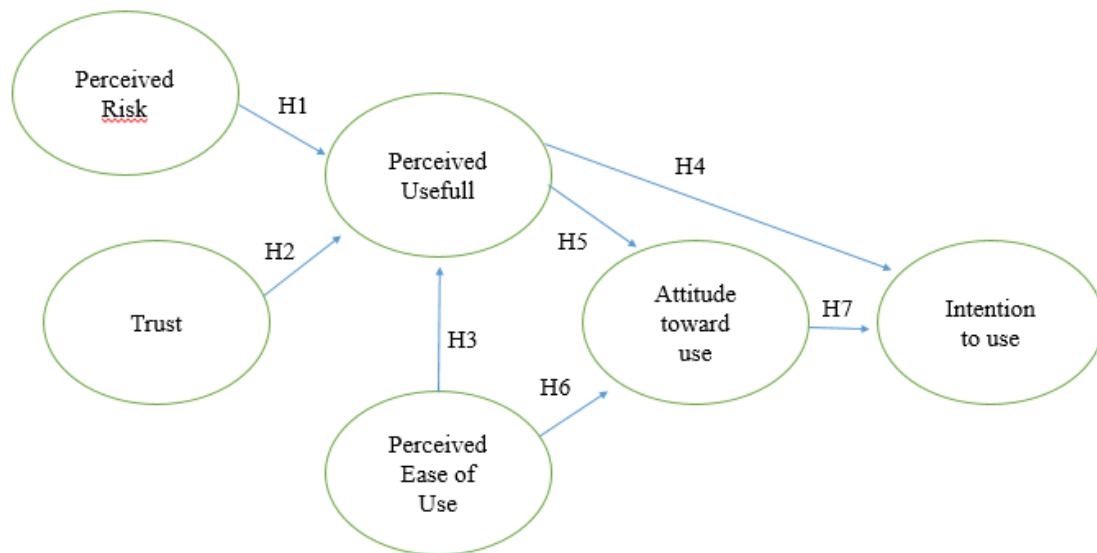 Perceived
Risk
H1
Perceived
Usefull
H4
H2
H5
Trust
Attitude
toward
use
H7
Intention
to use
H3
H6
Perceived
Ease of
Use